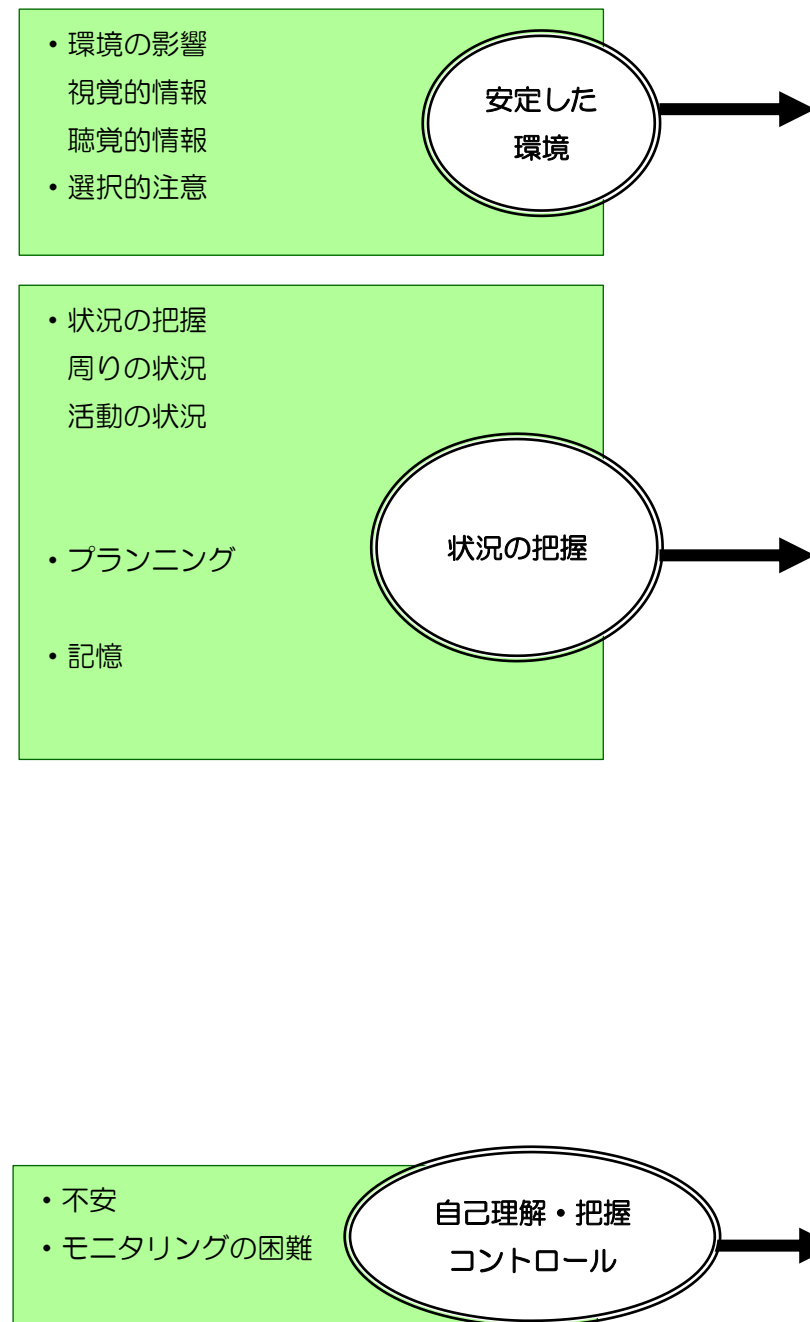 ・環境の影響
視覚的情報
聴覚的情報
・選択的注意
安定した
環境
・状況の把握
周りの状況
活動の状況
・プランニング
・記憶
状況の把握
・不安
・モニタリングの困難
自己理解・把握
コントロール